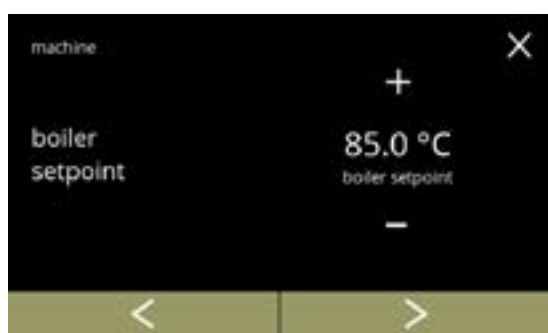 machine
boiler
setpoint
+
85.0 °C
boiler setpoint
-